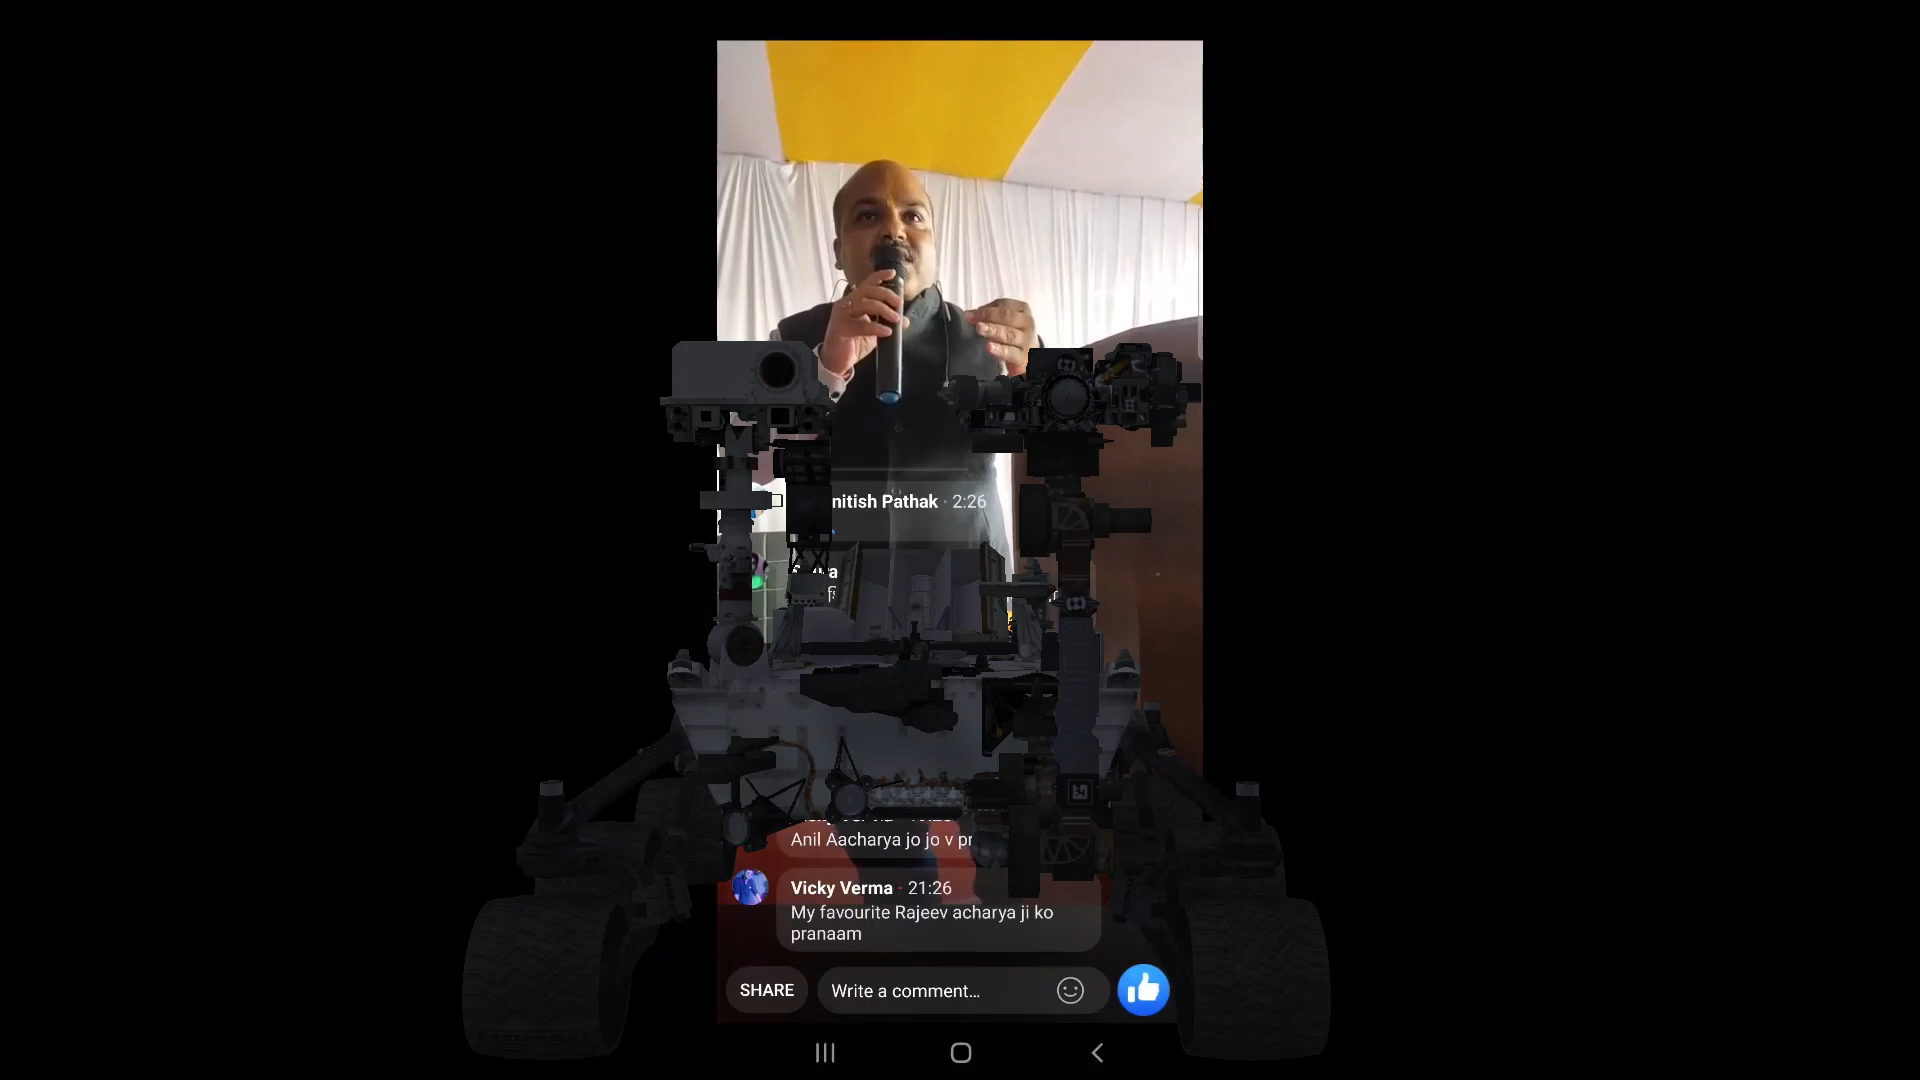 nitish Pathak · 2:26
Anil Aacharya jo jo v pr
Vicky Verma · 21:26
My favourite Rajeev acharya ji ko
pranaam
SHARE
Write a comment...